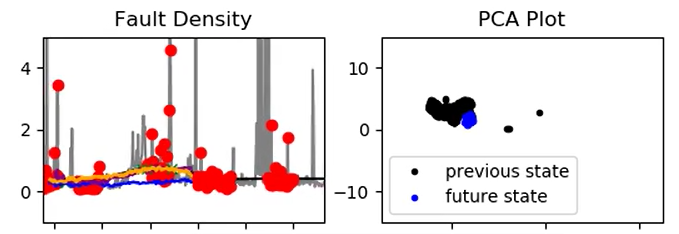 Fault Density
PCA Plot
4
2
0
10
0
−10
previous state
future state